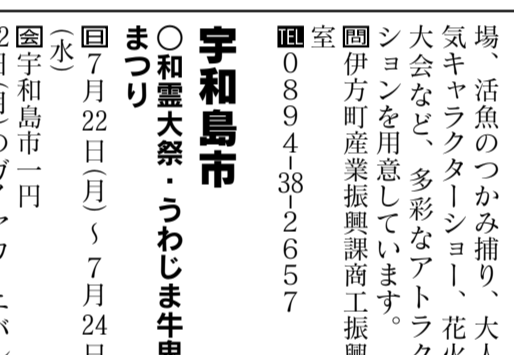 場、活魚のつかみ捕り、大人
気キャラクターショー、花火
大会など、多彩なアトラク
ションを用意しています。
問伊方町産業振興課商工振興
室
TEL0894-38-2657
宇和島市
〇和霊大祭・うわじま牛鬼
まつり
日7月22日(月)～7月24日
(水)
会宇和島市一円